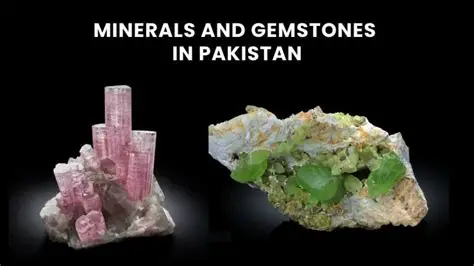 MINERALS AND GEMSTONES
IN PAKISTAN